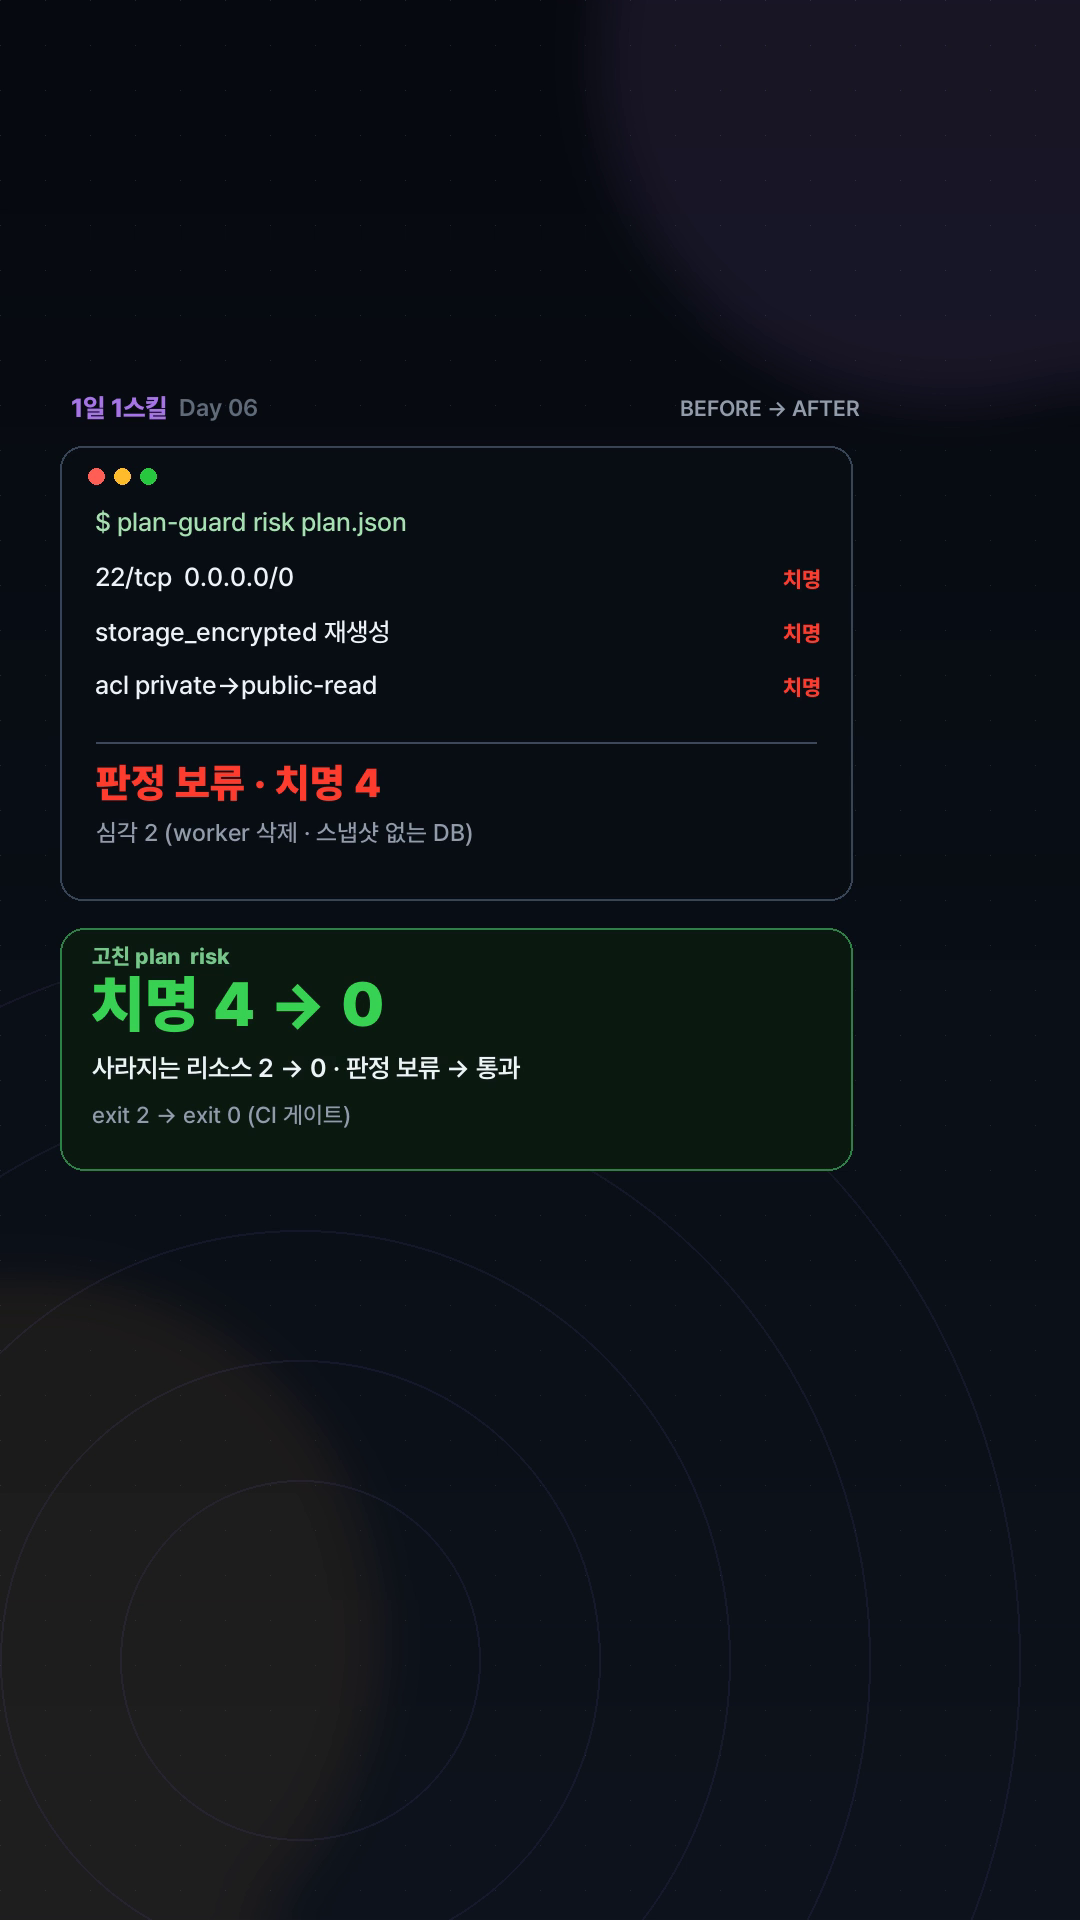 1일 1스킬 Day 06
BEFORE → AFTER
$ plan-guard risk plan.json
22/tcp 0.0.0.0/0 치명
storage_encrypted 재생성 치명
acl private→public-read 치명
판정 보류 · 치명 4
심각 2 (worker 삭제 · 스냅샷 없는 DB)
고친 plan risk
치명 4 → 0
사라지는 리소스 2 → 0 · 판정 보류 → 통과
exit 2 → exit 0 (CI 게이트)